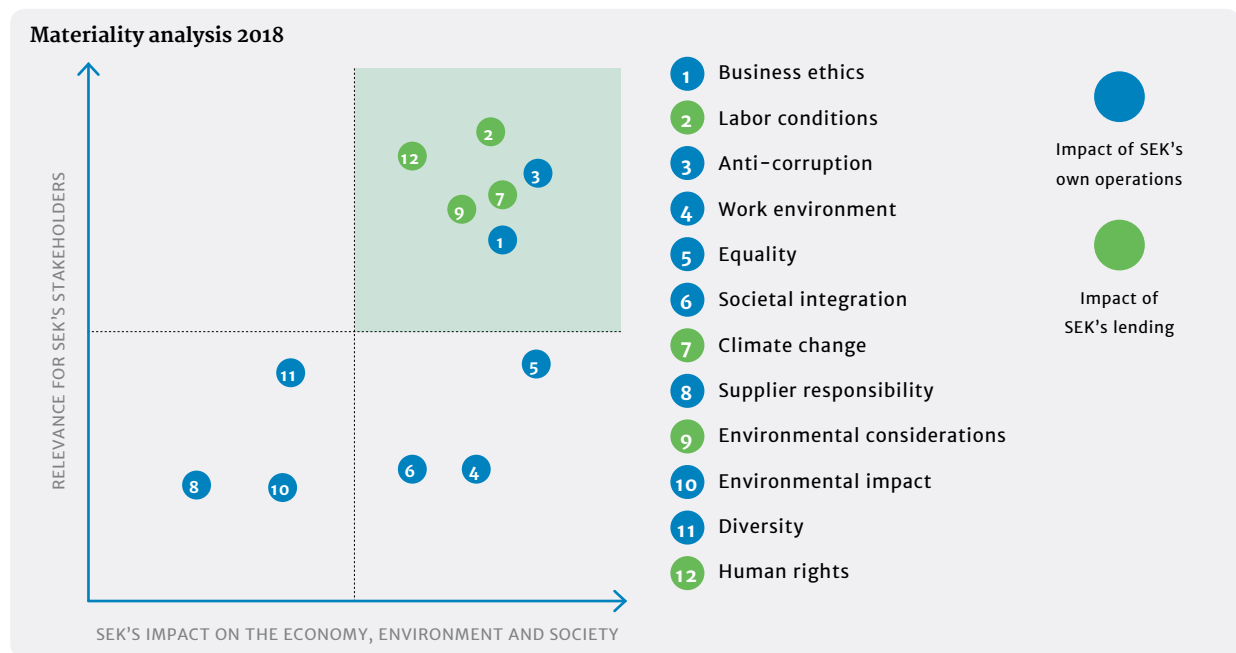 Materiality analysis 2018
RELEVANCE FOR SEK'S STAKEHOLDERS
2
12
3
7
9
1
11
5
6
4
8
10
SEK'S IMPACT ON THE ECONOMY, ENVIRONMENT AND SOCIETY
1 Business ethics
2 Labor conditions
3 Anti-corruption
4 Work environment
5 Equality
6 Societal integration
7 Climate change
8 Supplier responsibility
9 Environmental considerations
10 Environmental impact
11 Diversity
12 Human rights
Impact of SEK's
own operations
Impact of
SEK's lending